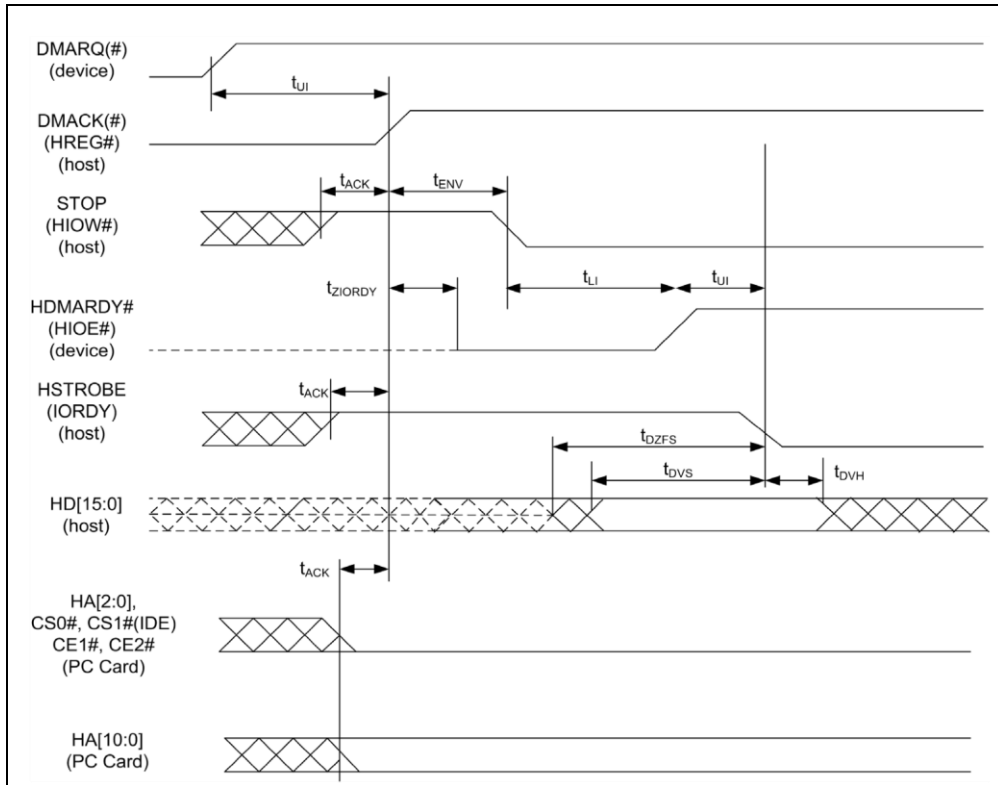 DMARQ(#)
(device)
tUI
DMACK(#)
(HREG#)
(host)
tACK
tENV
STOP
(HIOW#)
(host)
tZIORDY
tLI
tUI
HDMARDY#
(HIOE#)
(device)
tACK
HSTROBE
(IORDY)
(host)
tDZFS
tDVS
tDVH
HD[15:0]
(host)
tACK
HA[2:0],
CS0#, CS1#(IDE)
CE1#, CE2#
(PC Card)
HA[10:0]
(PC Card)